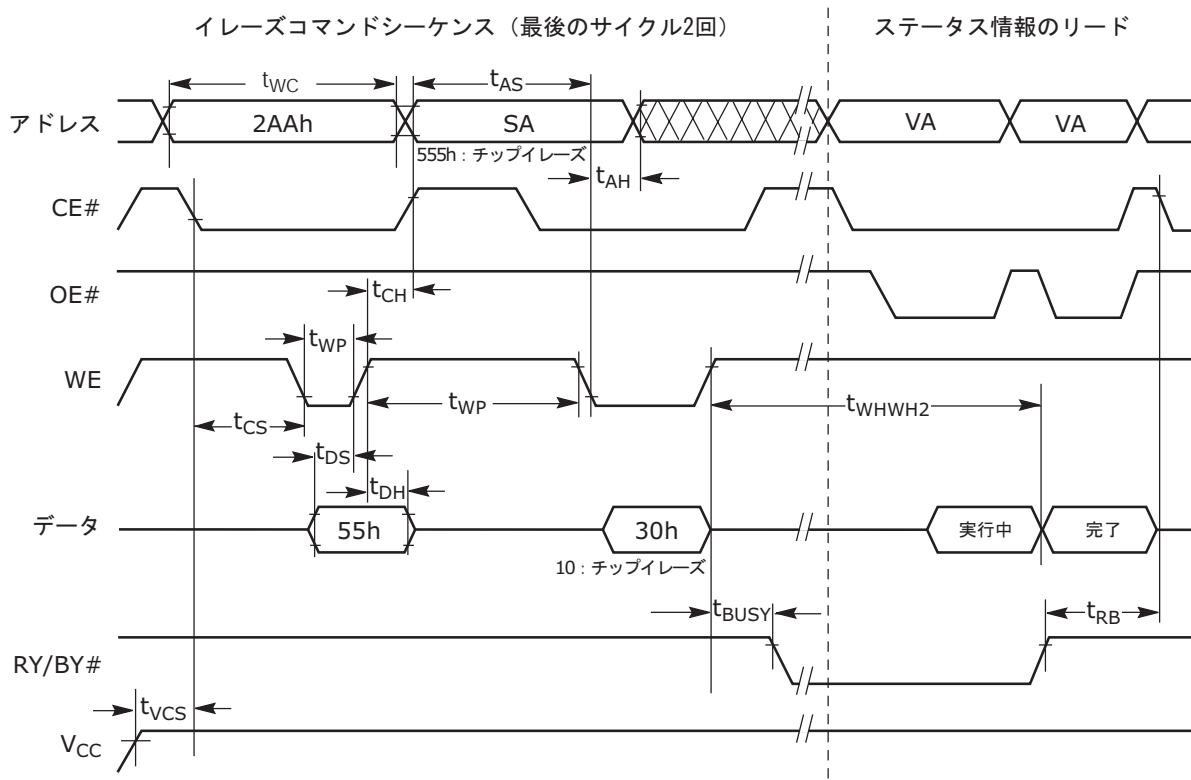 イレーズコマンドシーケンス（最後のサイクル2回）
ステータス情報のリード
tWC
tAS
アドレス
2AAh
SA
VA
VA
555h：チップイレーズ
tAH
CE#
OE#
tCH
tWP
WE
tWP
tWHWH2
tCS
tDS
tDH
データ
55h
30h
実行中
完了
10：チップイレーズ
tBUSY
tRB
RY/BY#
tVCS
VCC